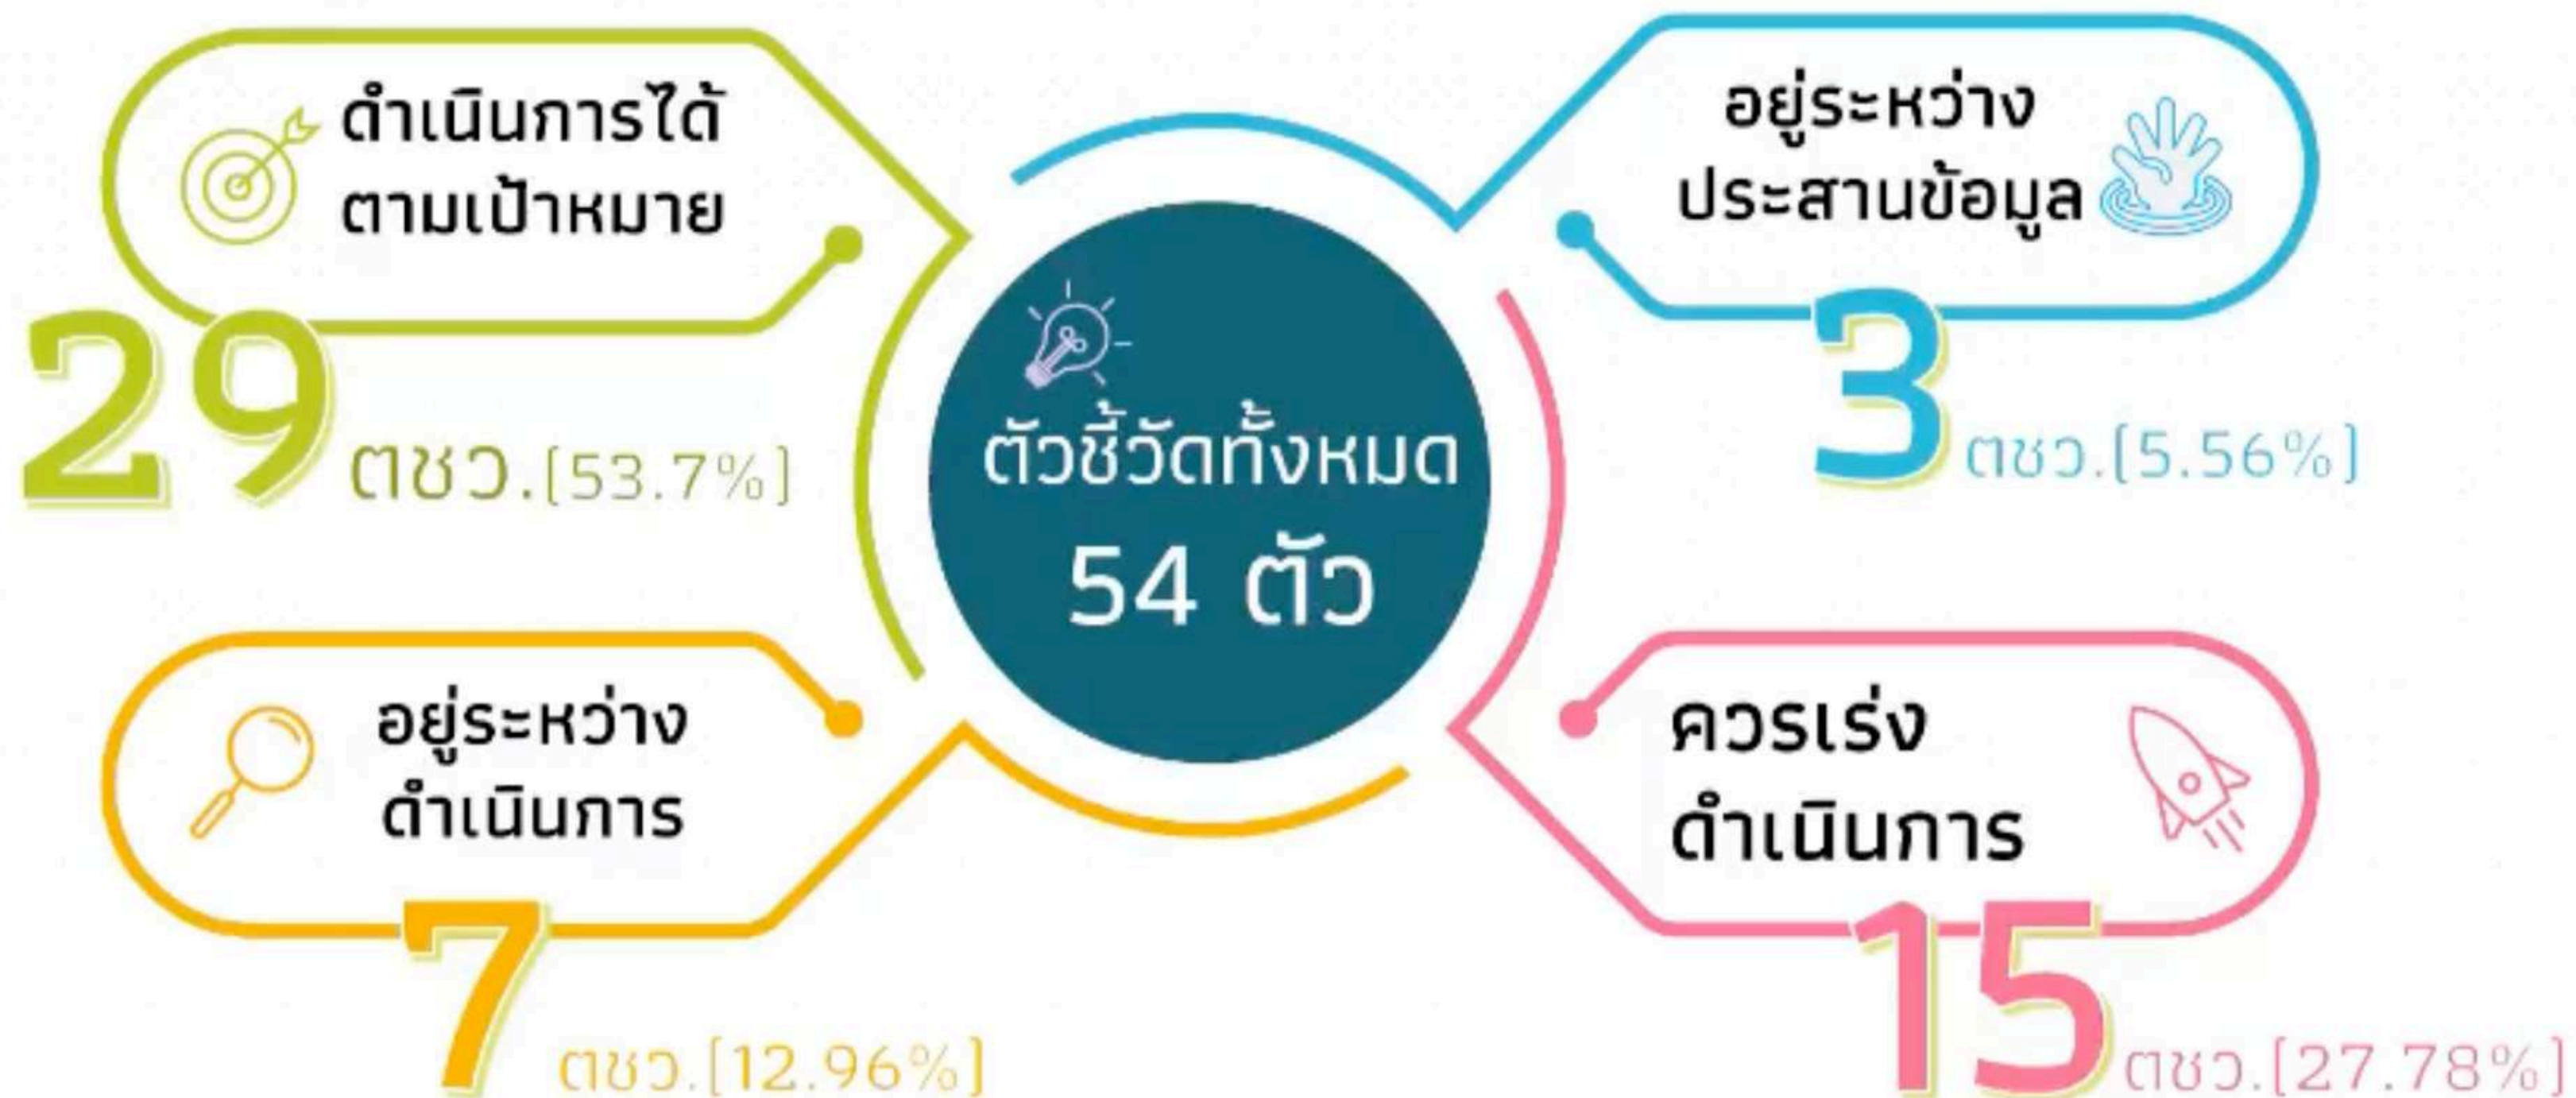 ดำเนินการได้
ตามเป้าหมาย
29 ตชว.[53.7%]
อยู่ระหว่าง
ประสานข้อมูล
3 ตชว.[5.56%]
ตัวชี้วัดทั้งหมด
54 ตัว
อยู่ระหว่าง
ดำเนินการ
7 ตชว.[12.96%]
ควรเร่ง
ดำเนินการ
15 ตชว.[27.78%]